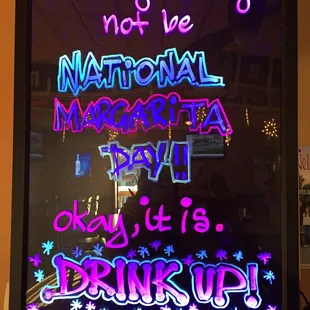 not be
NATIONAL
MARGARITA
DAY!!
okay, it is.
DRINK UP!